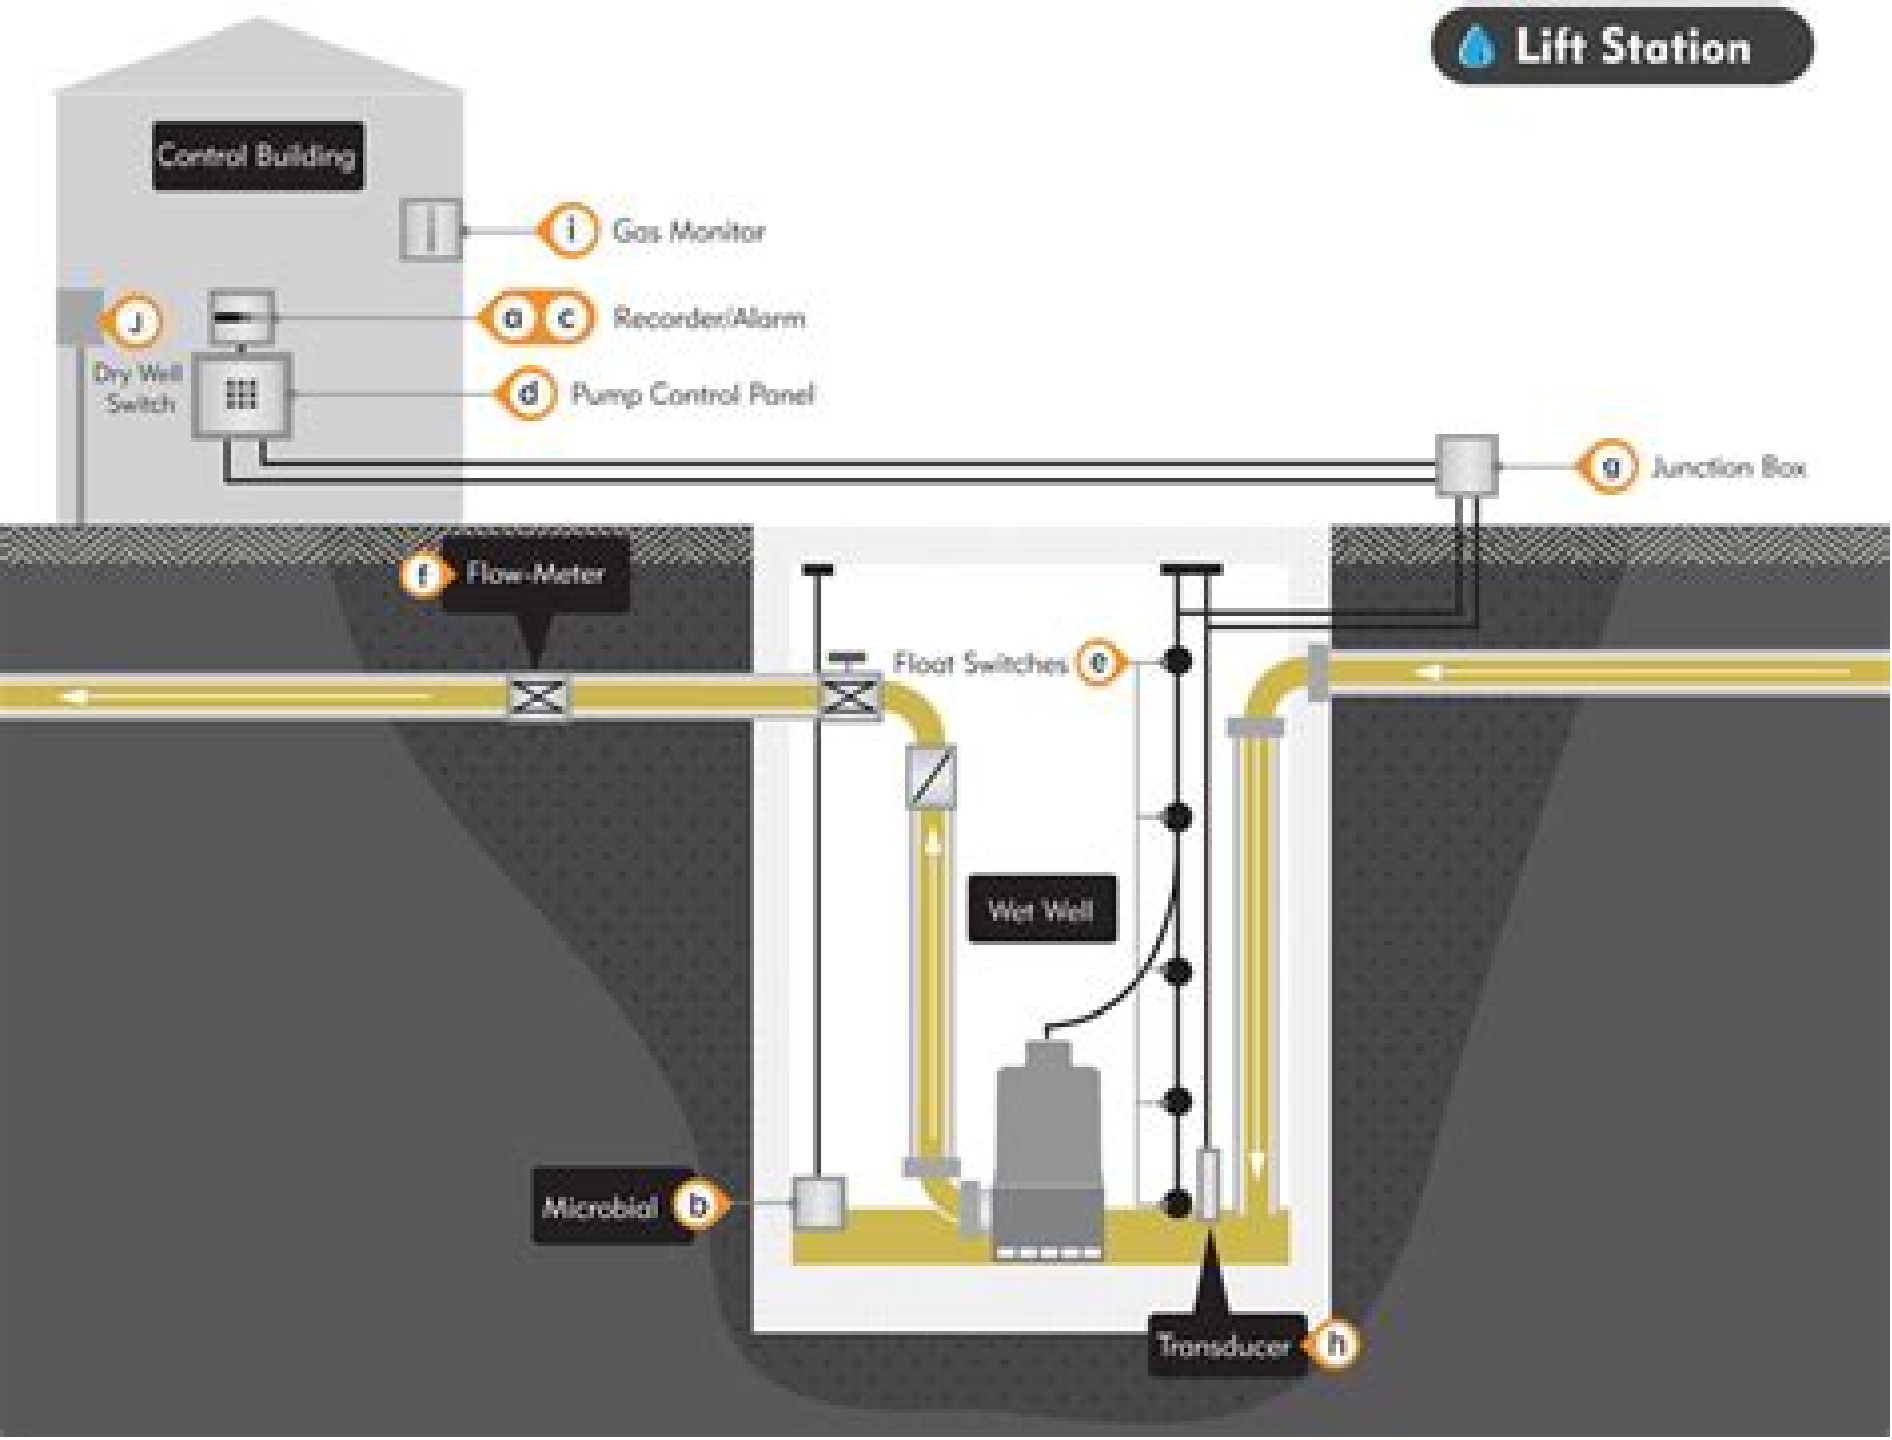 Lift Station
Control Building
i Gas Monitor
a c Recorder/Alarm
J
Dry Well
Switch
d Pump Control Panel
g Junction Box
f Flow-Meter
Float Switches e
Wet Well
Microbial b
Transducer h